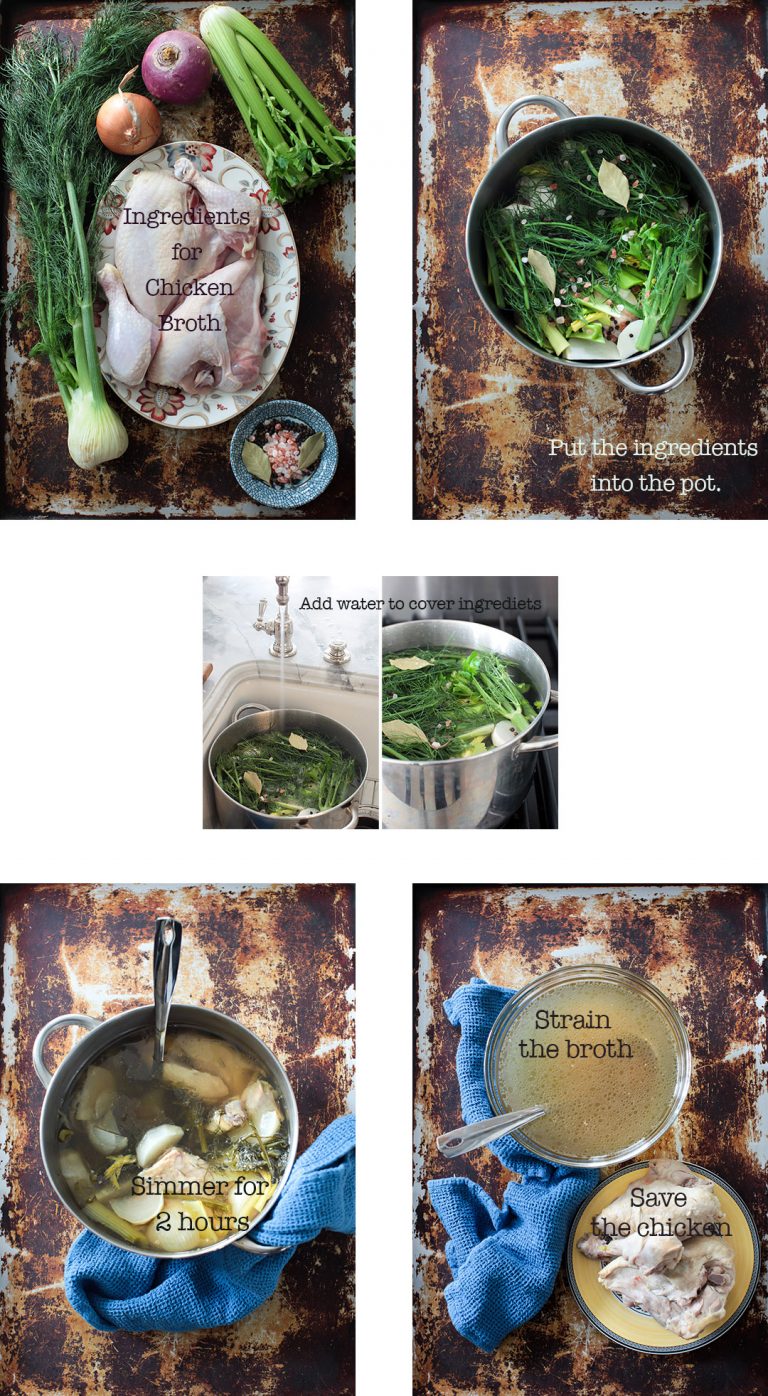 Ingredients
for
Chicken
Broth
Put the ingredients
into the pot.
Add water to cover ingrediets
Simmer for
2 hours
Strain
the broth
Save
the chicken